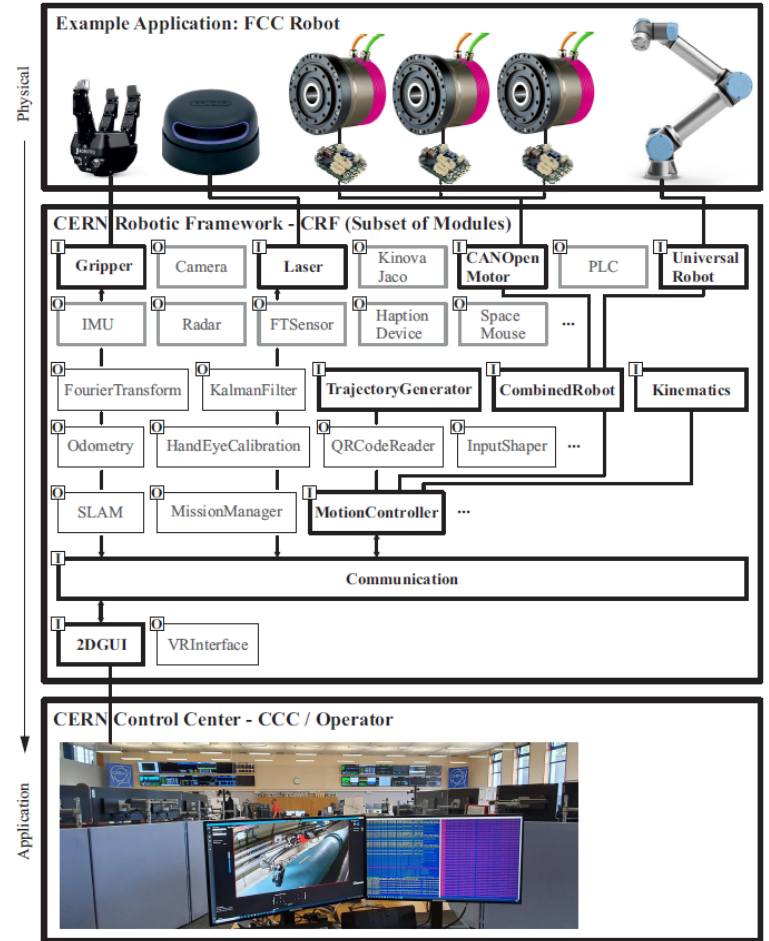 Example Application: FCC Robot
Physical
CERN Robotic Framework - CRF (Subset of Modules)
I O I O I O I
Gripper Camera Laser Kinova CANOpen PLC Universal
Jaco Motor Robot
O O O O O
IMU Radar FTSensor Haption Space ...
Device Mouse
O O I I I
FourierTransform KalmanFilter TrajectoryGenerator CombinedRobot Kinematics
O O O O
Odometry HandEyeCalibration QRCodeReader InputShaper ...
O O I
SLAM MissionManager MotionController ...
I
Communication
I O
2DGUI VRInterface
CERN Control Center - CCC / Operator
Application